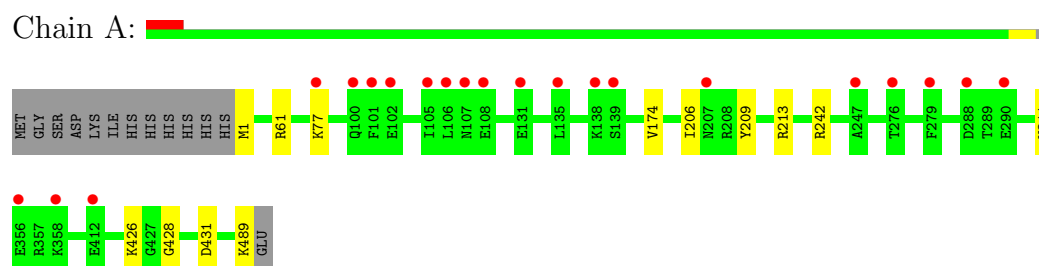 Chain A:
MET GLY SER ASP LYS ILE HIS HIS HIS HIS HIS HIS M1 R61 K77 Q100 F101 E102 I105 L106 N107 E108 E131 L135 K138 S139 V174 I206 N207 R208 Y209 R213 R242 A247 T276 F279 D288 T289 E290
E356 R357 K358 E412 K426 G427 G428 D431 K489 GLU